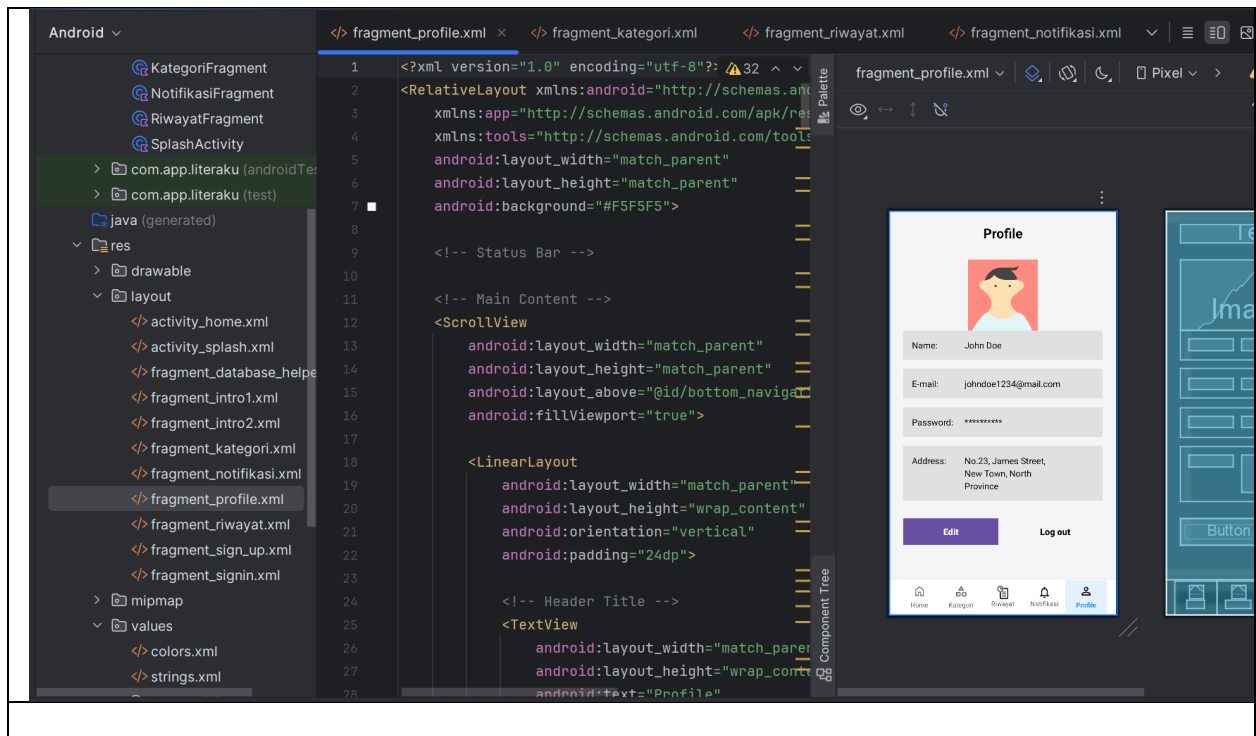 Android
fragment_profile.xml
fragment_kategori.xml
fragment_riwayat.xml
fragment_notifikasi.xml
KategoriFragment
NotifikasiFragment
RiwayatFragment
SplashActivity
com.app.literaku (androidTe
com.app.literaku (test)
java (generated)
res
drawable
layout
activity_home.xml
activity_splash.xml
fragment_database_helpe
fragment_intro1.xml
fragment_intro2.xml
fragment_kategori.xml
fragment_notifikasi.xml
fragment_profile.xml
fragment_riwayat.xml
fragment_sign_up.xml
fragment_signin.xml
mipmap
values
colors.xml
strings.xml
32
1 <?xml version="1.0" encoding="utf-8"?>
2 <RelativeLayout xmlns:android="http://schemas.and
3 xmlns:app="http://schemas.android.com/apk/res
4 xmlns:tools="http://schemas.android.com/tools
5 android:layout_width="match_parent"
6 android:layout_height="match_parent"
7 android:background="#F5F5F5">
8
9 <!-- Status Bar -->
10
11 <!-- Main Content -->
12 <ScrollView
13 android:layout_width="match_parent"
14 android:layout_height="match_parent"
15 android:layout_above="@id/bottom_navigat
16 android:fillViewport="true">
17
18 <LinearLayout
19 android:layout_width="match_parent"
20 android:layout_height="wrap_content"
21 android:orientation="vertical"
22 android:padding="24dp">
23
24 <!-- Header Title -->
25 <TextView
26 android:layout_width="match_paren
27 android:layout_height="wrap_conte
28 android:text="Profile"
Palette
Component Tree
fragment_profile.xml
Pixel
Profile
Name: John Doe
E-mail: johndoe1234@mail.com
Password: **********
Address: No.23, James Street,
New Town, North
Province
Edit
Log out
Home
Kategori
Riwayat
Notifikasi
Profile
Te
Ima
Button